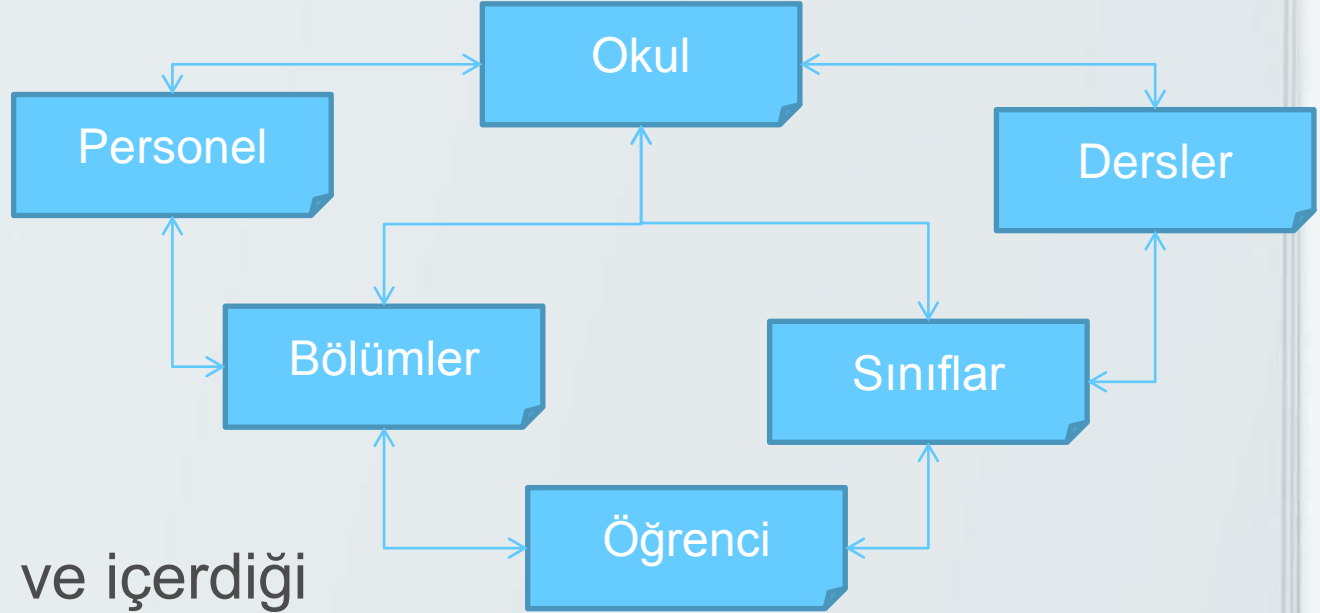 Okul
Personel
Dersler
Bölümler
Sınıflar
Öğrenci
ve içerdiği